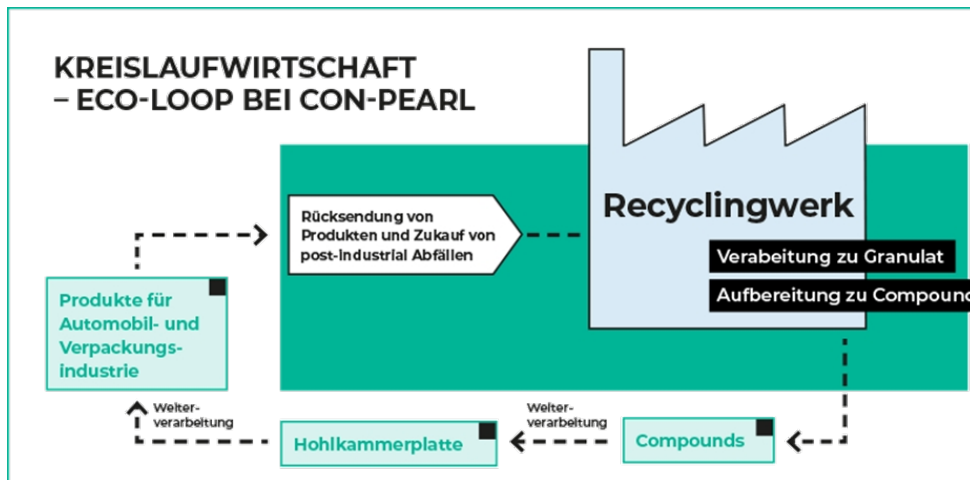 KREISLAUFWIRTSCHAFT
– ECO-LOOP BEI CON-PEARL
Recyclingwerk
Rücksendung von
Produkten und Zukauf von
post-industrial Abfällen
Verabeitung zu Granulat
Aufbereitung zu Compound
Produkte für
Automobil- und
Verpackungs-
industrie
Weiter-
verarbeitung
Hohlkammerplatte
Weiter-
verarbeitung
Compounds